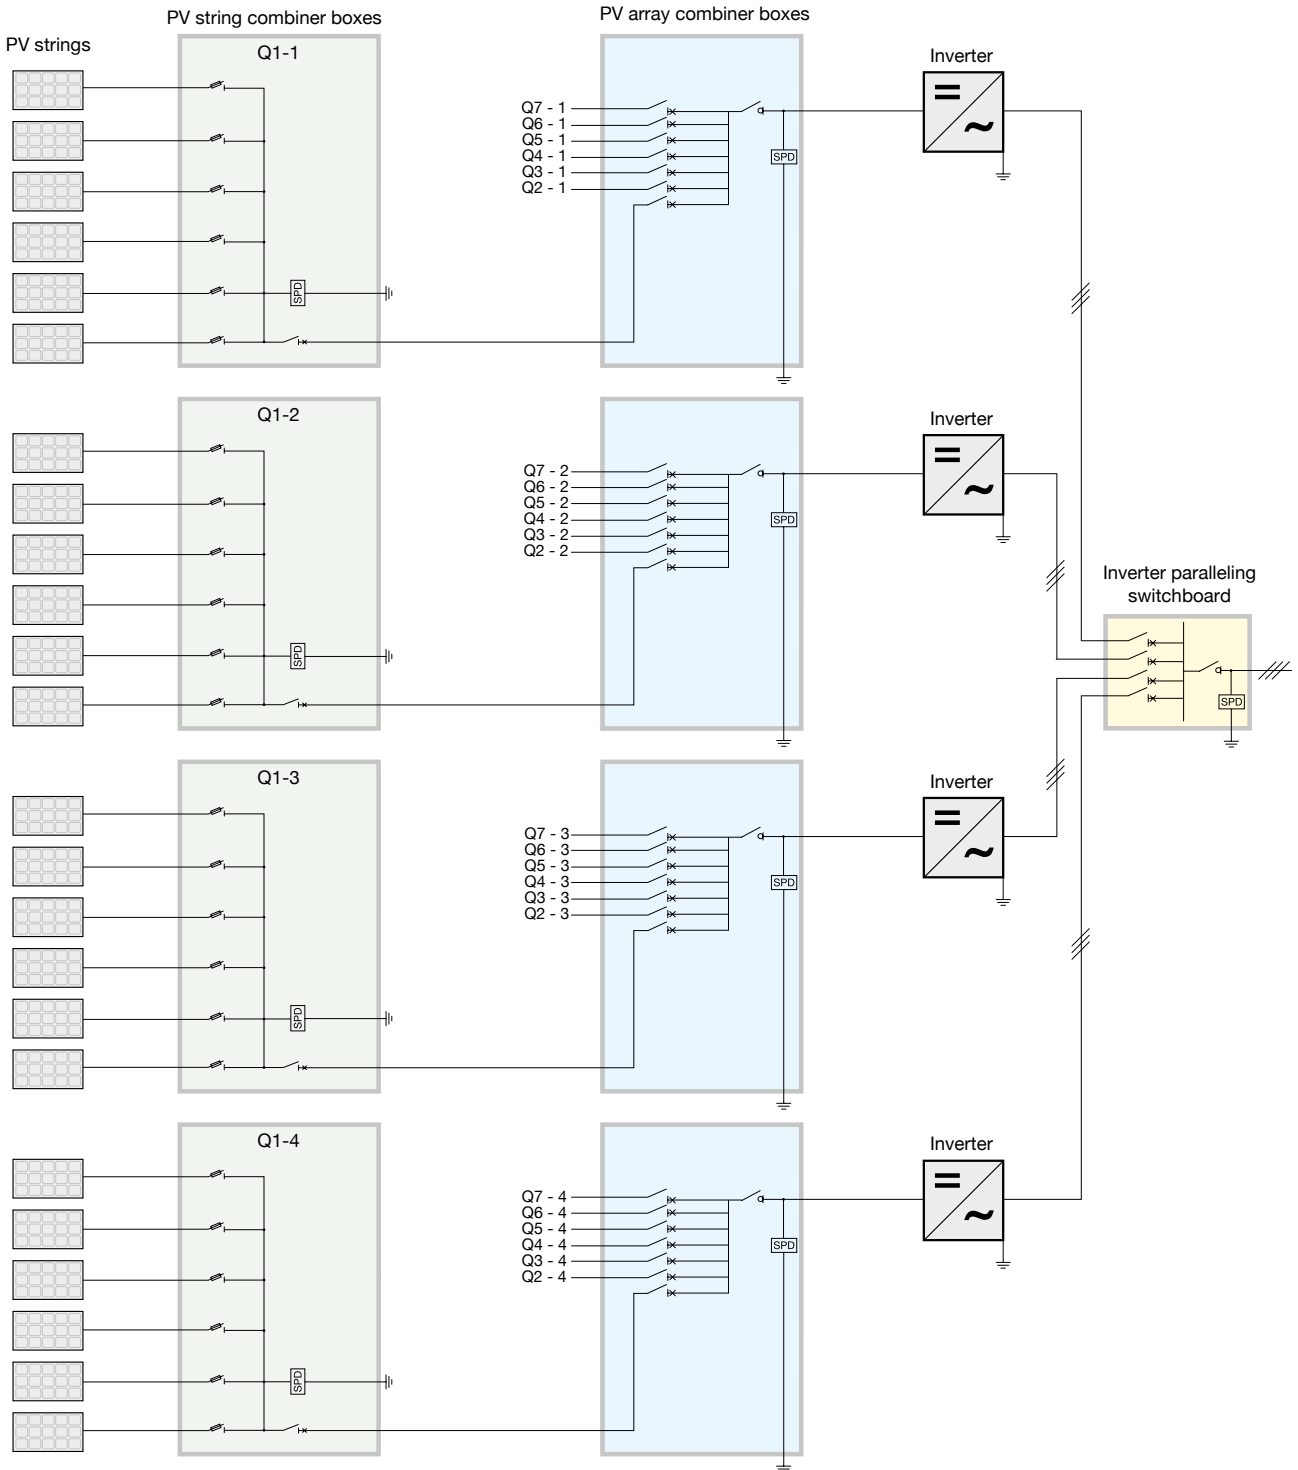 PV string combiner boxes
PV array combiner boxes
PV strings
Q1-1
Inverter
Q7 - 1
Q6 - 1
Q5 - 1
Q4 - 1
Q3 - 1
Q2 - 1
SPD
SPD
Q1-2
Inverter
Q7 - 2
Q6 - 2
Q5 - 2
Q4 - 2
Q3 - 2
Q2 - 2
SPD
SPD
Inverter paralleling
switchboard
SPD
Q1-3
Inverter
Q7 - 3
Q6 - 3
Q5 - 3
Q4 - 3
Q3 - 3
Q2 - 3
SPD
SPD
Q1-4
Inverter
Q7 - 4
Q6 - 4
Q5 - 4
Q4 - 4
Q3 - 4
Q2 - 4
SPD
SPD